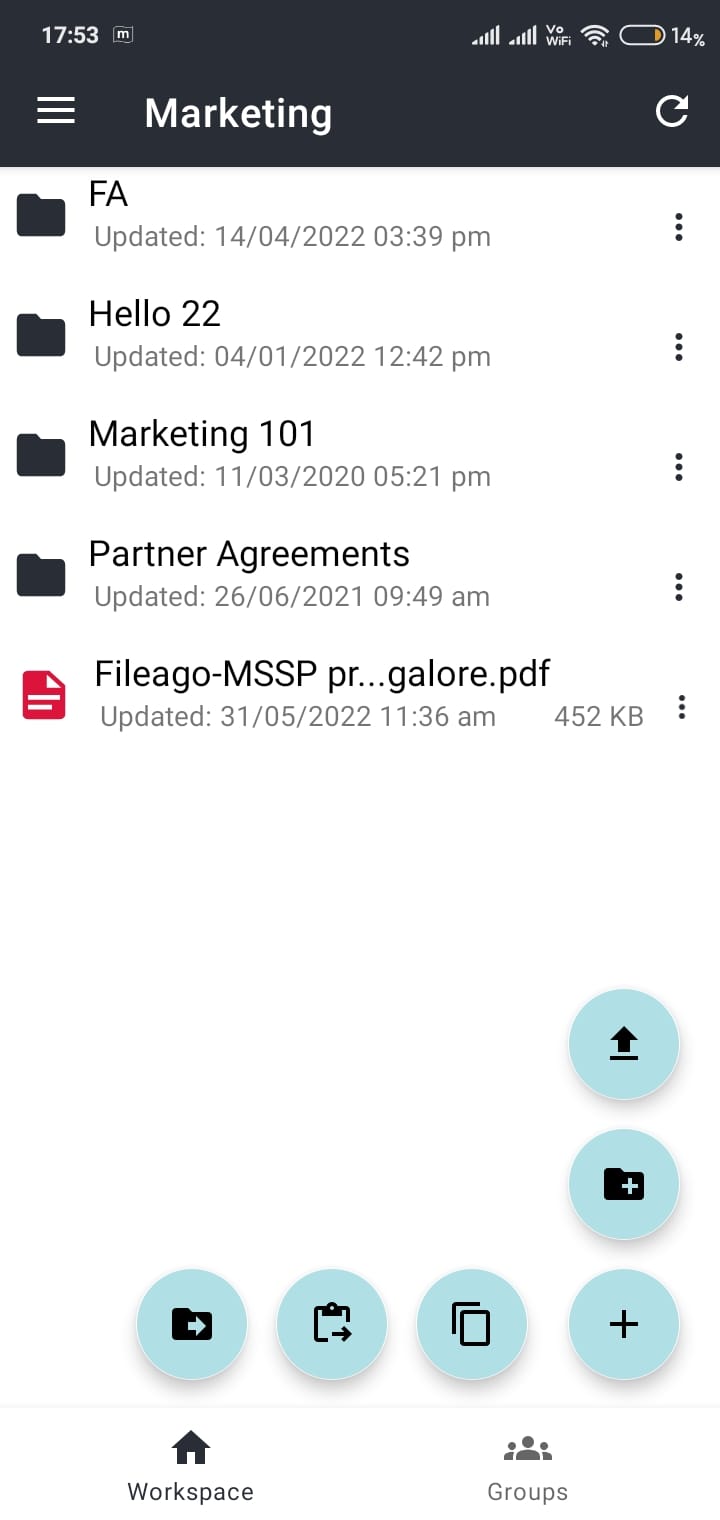 17:53 m Vo WiFi 14%
Marketing
FA
Updated: 14/04/2022 03:39 pm
Hello 22
Updated: 04/01/2022 12:42 pm
Marketing 101
Updated: 11/03/2020 05:21 pm
Partner Agreements
Updated: 26/06/2021 09:49 am
Fileago-MSSP pr...galore.pdf
Updated: 31/05/2022 11:36 am 452 KB
Workspace Groups